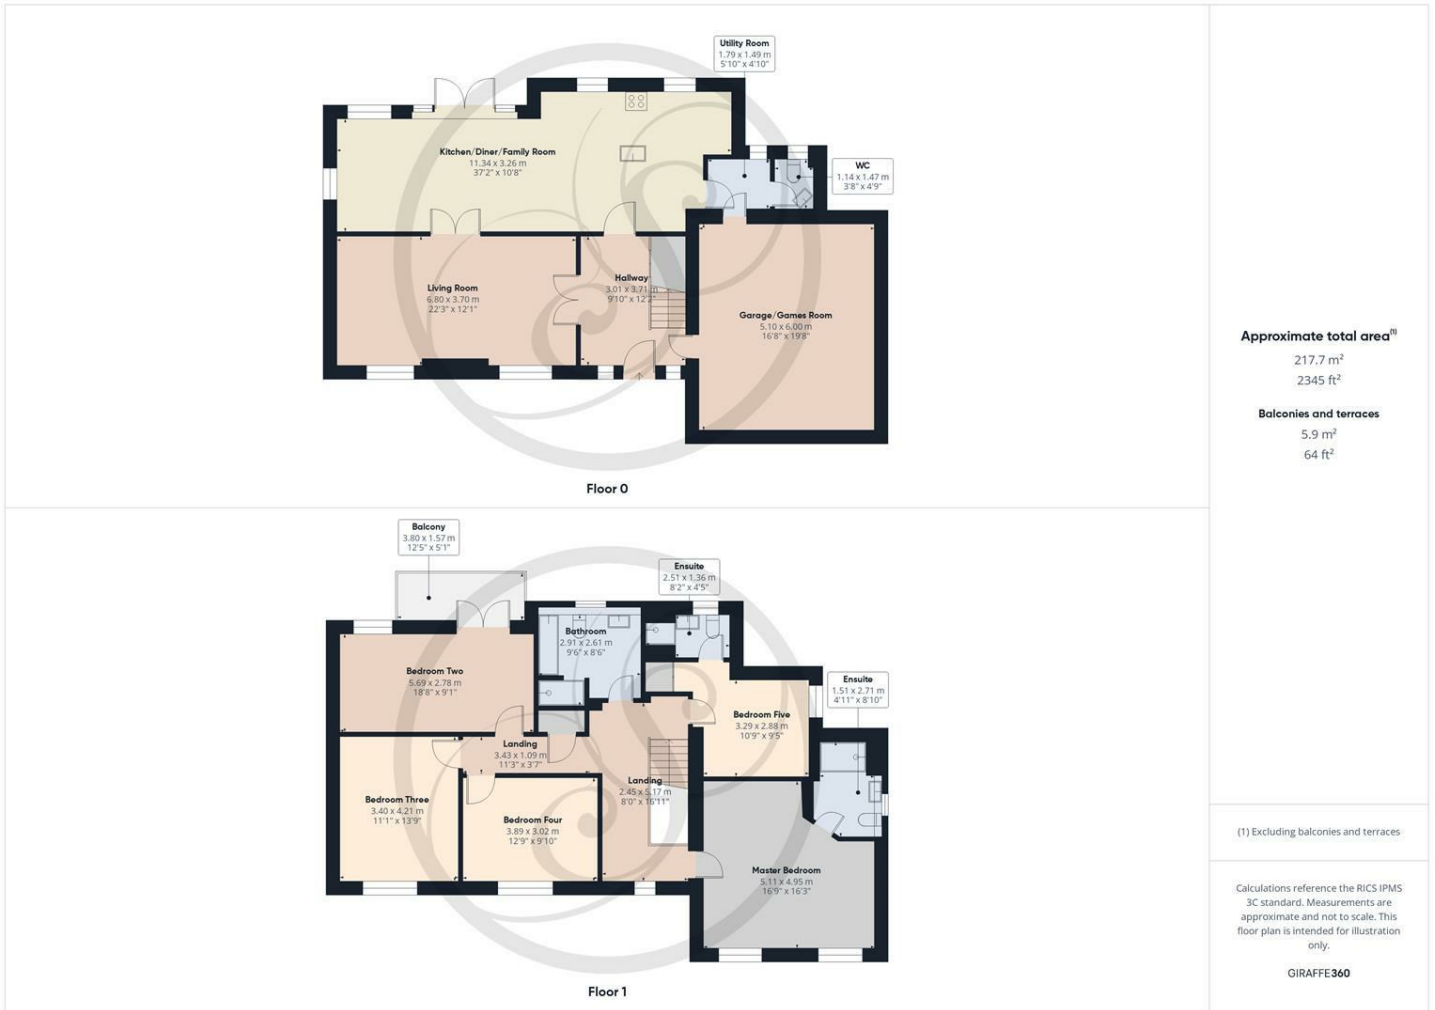 Utility Room
1.79 x 1.49 m
5'10" x 4'10"
Kitchen/Diner/Family Room
11.34 x 3.26 m
37'2" x 10'8"
WC
1.14 x 1.47 m
3'8" x 4'9"
Living Room
6.80 x 3.70 m
22'3" x 12'1"
Hallway
3.01 x 3.71 m
9'10" x 12'2"
Garage/Games Room
5.10 x 6.00 m
16'8" x 19'8"
Floor 0
Balcony
3.80 x 1.57 m
12'5" x 5'1"
Ensuite
2.51 x 1.36 m
8'2" x 4'5"
Bathroom
2.91 x 2.61 m
9'6" x 8'6"
Bedroom Two
5.69 x 2.78 m
18'8" x 9'1"
Ensuite
1.51 x 2.71 m
4'11" x 8'10"
Bedroom Five
3.29 x 2.88 m
10'9" x 9'5"
Landing
3.43 x 1.09 m
11'3" x 3'7"
Landing
2.45 x 5.17 m
8'0" x 16'11"
Bedroom Three
3.40 x 4.21 m
11'1" x 13'9"
Bedroom Four
3.89 x 3.02 m
12'9" x 9'10"
Master Bedroom
5.11 x 4.95 m
16'9" x 16'3"
Floor 1
Approximate total area⁽¹⁾
217.7 m²
2345 ft²
Balconies and terraces
5.9 m²
64 ft²
(1) Excluding balconies and terraces
Calculations reference the RICS IPMS
3C standard. Measurements are
approximate and not to scale. This
floor plan is intended for illustration
only.
GIRAFFE360